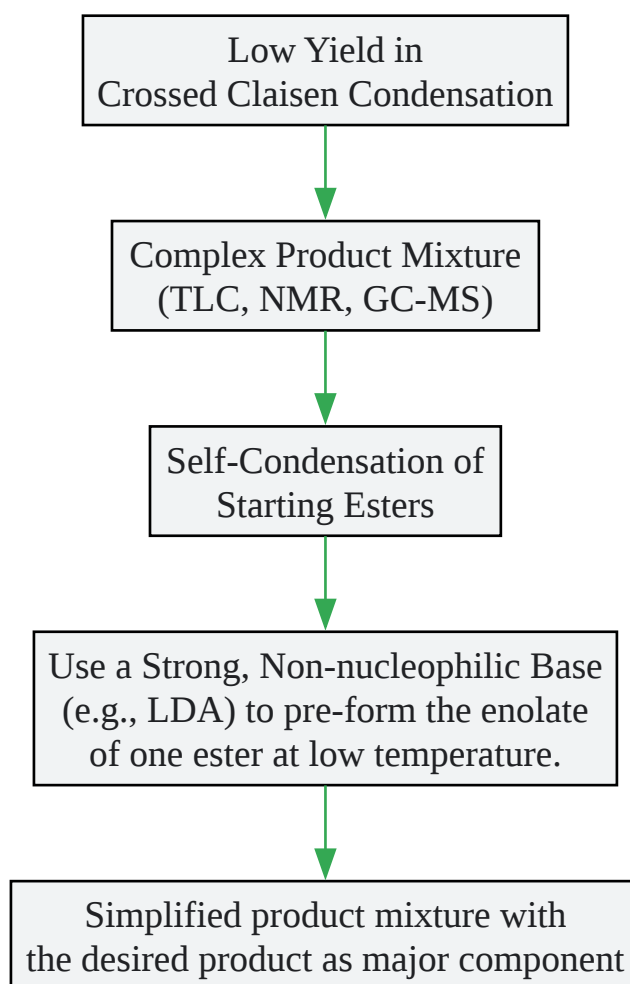 Low Yield in
Crossed Claisen Condensation
Complex Product Mixture
(TLC, NMR, GC-MS)
Self-Condensation of
Starting Esters
Use a Strong, Non-nucleophilic Base
(e.g., LDA) to pre-form the enolate
of one ester at low temperature.
Simplified product mixture with
the desired product as major component